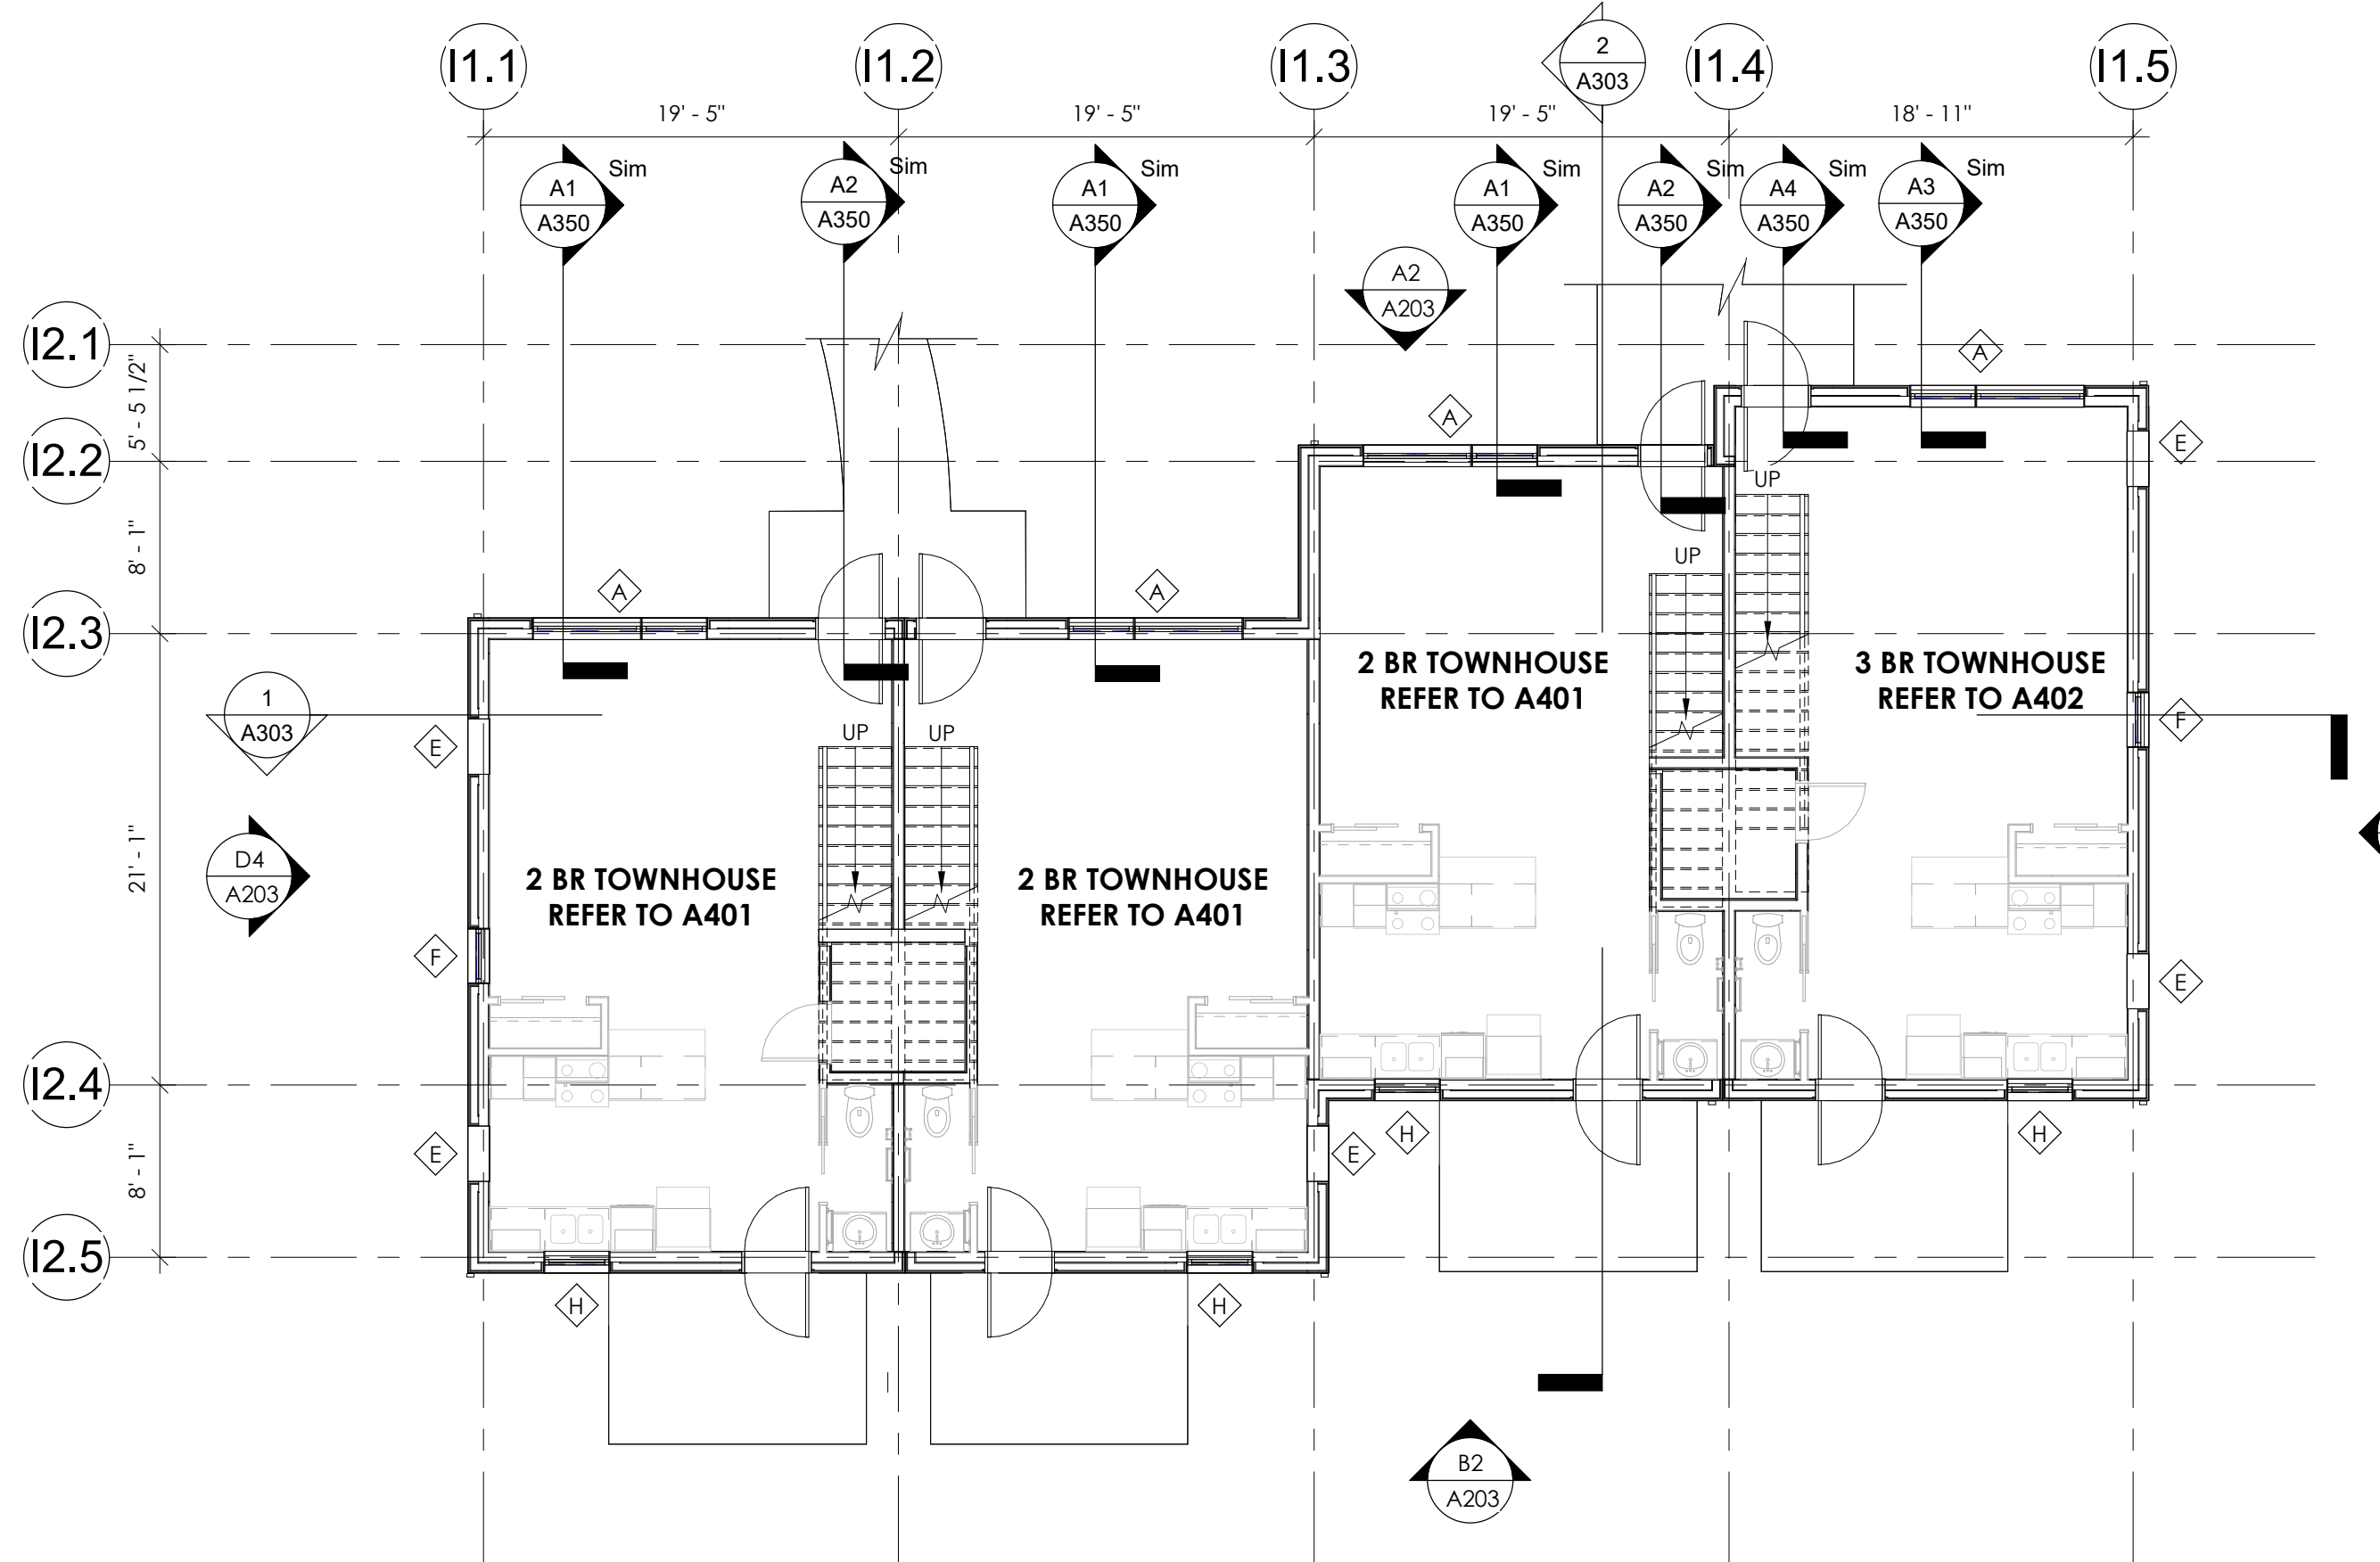 I1.1
I1.2
I1.3
2
A303
I1.4
I1.5
19' - 5"
19' - 5"
19' - 5"
18' - 11"
A1
A350
Sim
A2
A350
Sim
A1
A350
Sim
A1
A350
Sim
A2
A350
Sim
A4
A350
Sim
A3
A350
Sim
A2
A203
I2.1
5' - 5 1/2"
A
A
I2.2
E
UP
8' - 1"
UP
A
A
I2.3
2 BR TOWNHOUSE
REFER TO A401
3 BR TOWNHOUSE
REFER TO A402
1
A303
F
E
UP
UP
21' - 1"
D4
A203
2 BR TOWNHOUSE
REFER TO A401
2 BR TOWNHOUSE
REFER TO A401
F
E
I2.4
E
E
H
H
8' - 1"
I2.5
H
H
B2
A203